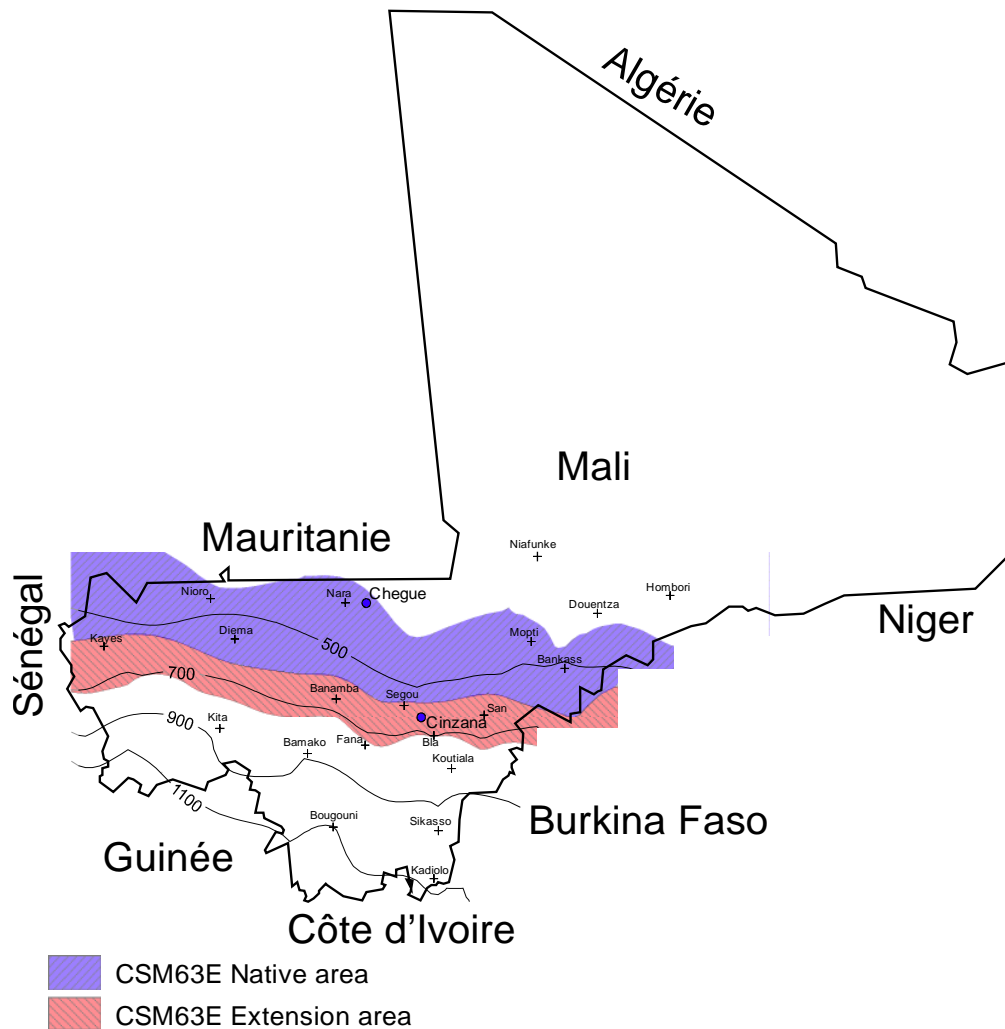 Algérie
Mali
Mauritanie
Niafunke
Sénégal
Nioro
Nara
Chegue
Hombori
Douentza
Niger
Kayes
Diema
500
Mopti
Bankass
700
Banamba
Segou
San
Cinzana
900
Kita
Bamako
Fana
Bla
Koutiala
1100
Bougouni
Sikasso
Burkina Faso
Guinée
Kadiolo
Côte d'Ivoire
CSM63E Native area
CSM63E Extension area